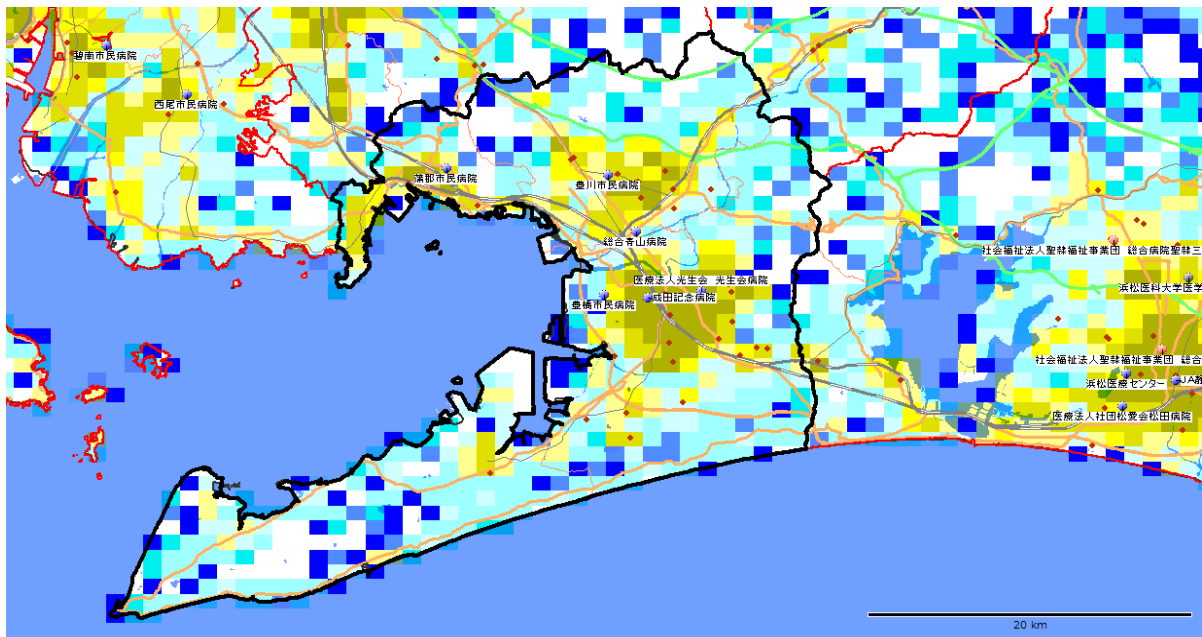 碧南市民病院
西尾市民病院
蒲郡市民病院
豊川市民病院
総合青山病院
社会福祉法人聖隷福祉事業団 総合病院聖隷三
医療法人光生会 光生会病院
浜松医科大学医学
豊橋市民病院
成田記念病院
社会福祉法人聖隷福祉事業団 総合
浜松医療センター
JA静
医療法人社団松愛会松田病院
20 km